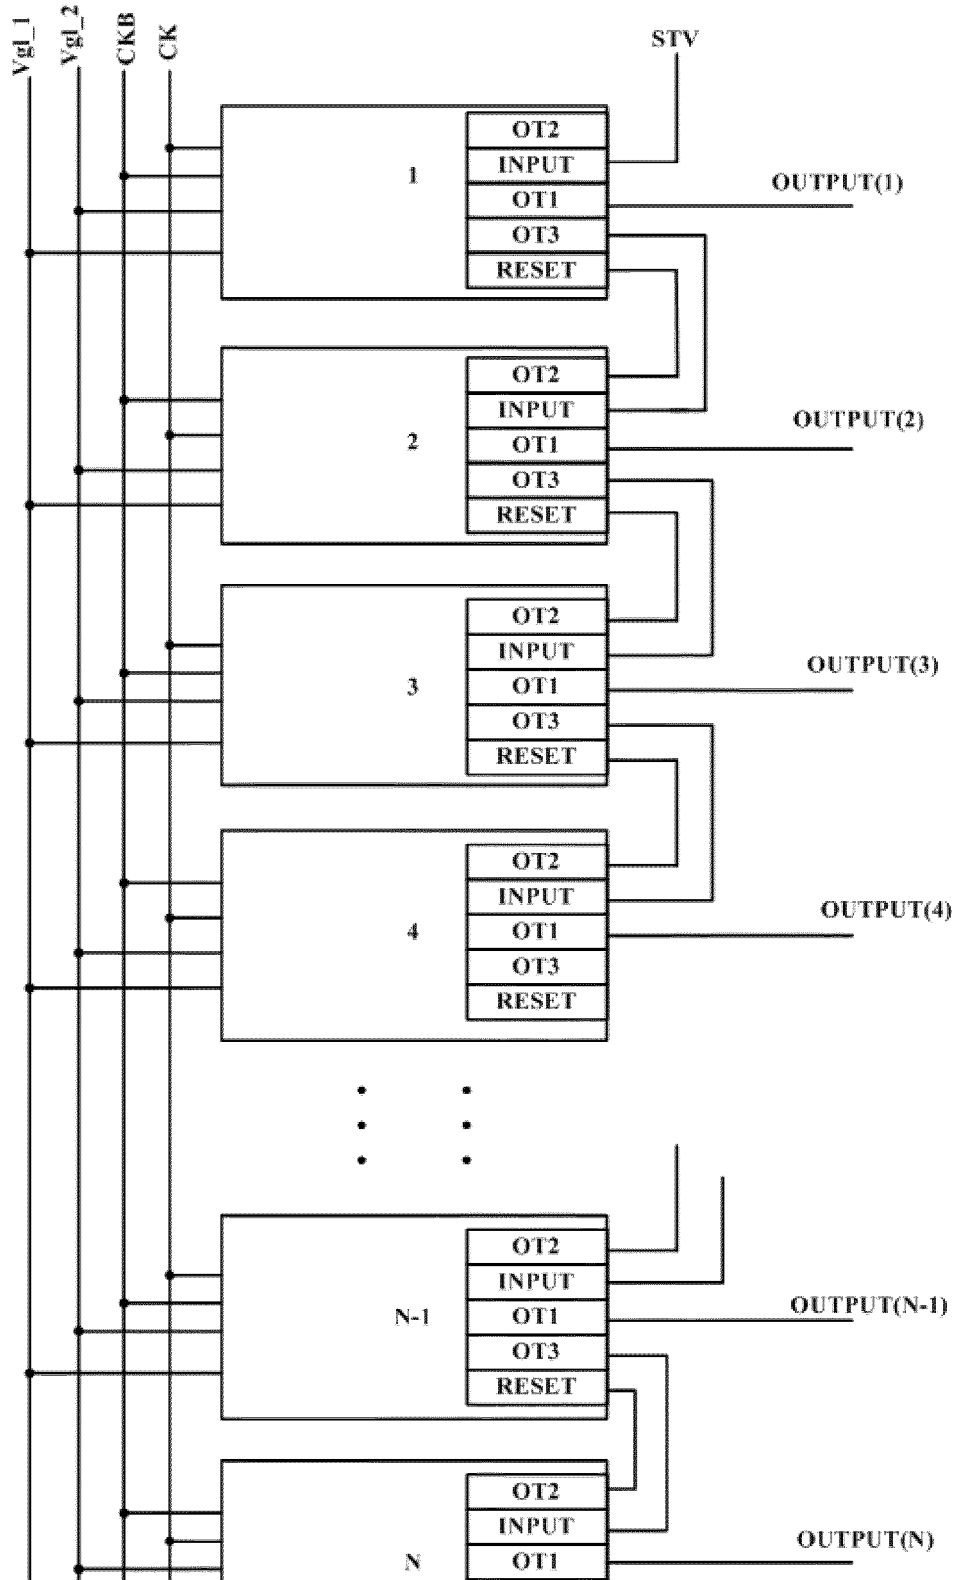 Vgl_1
Vgl_2
CKB
CK
STV
OT2
INPUT
1
OT1
OUTPUT(1)
OT3
RESET
OT2
INPUT
2
OT1
OUTPUT(2)
OT3
RESET
OT2
INPUT
3
OT1
OUTPUT(3)
OT3
RESET
OT2
INPUT
4
OT1
OUTPUT(4)
OT3
RESET
OT2
INPUT
N-1
OT1
OUTPUT(N-1)
OT3
RESET
OT2
INPUT
N
OT1
OUTPUT(N)